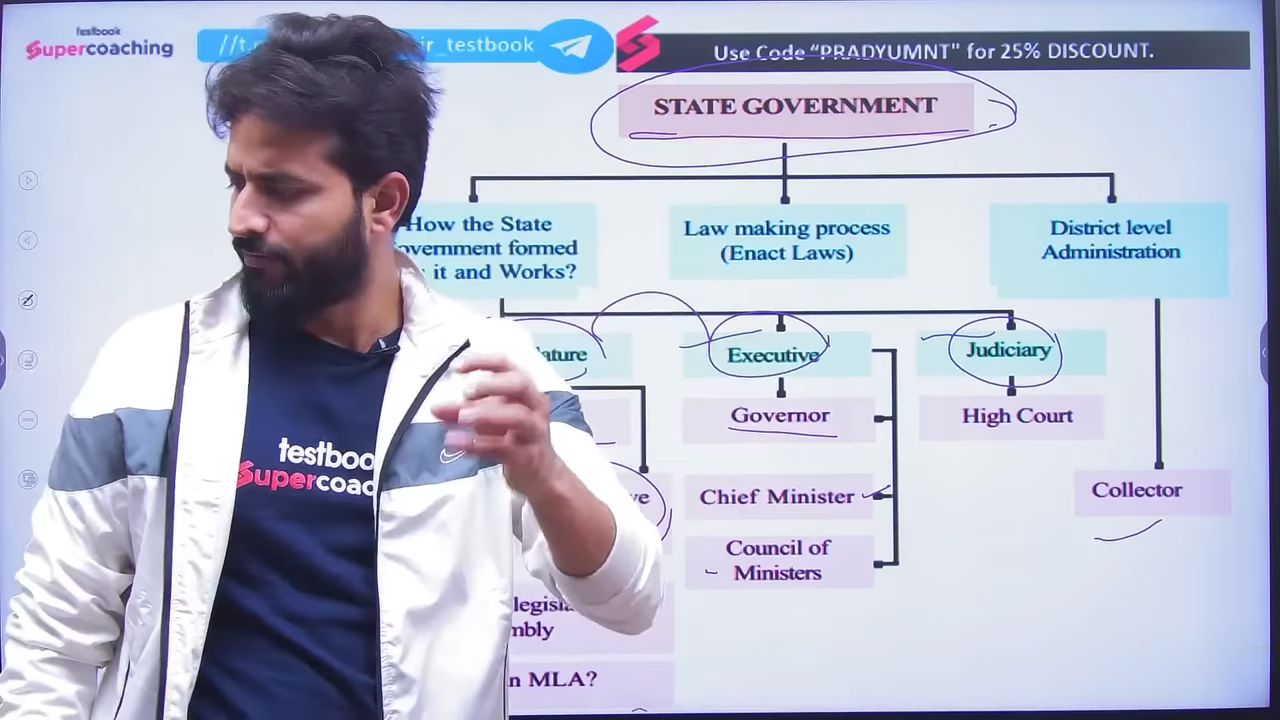 testbook
Supercoaching
_testbook
Use Code “PRADYUMNT" for 25% DISCOUNT.
STATE GOVERNMENT
How the State
formed
it and Works?
Law making process
(Enact Laws)
District level
Administration
Executive
Judiciary
Governor
High Court
Chief Minister
Collector
Council of
Ministers
MLA?
testboo
Supercoac